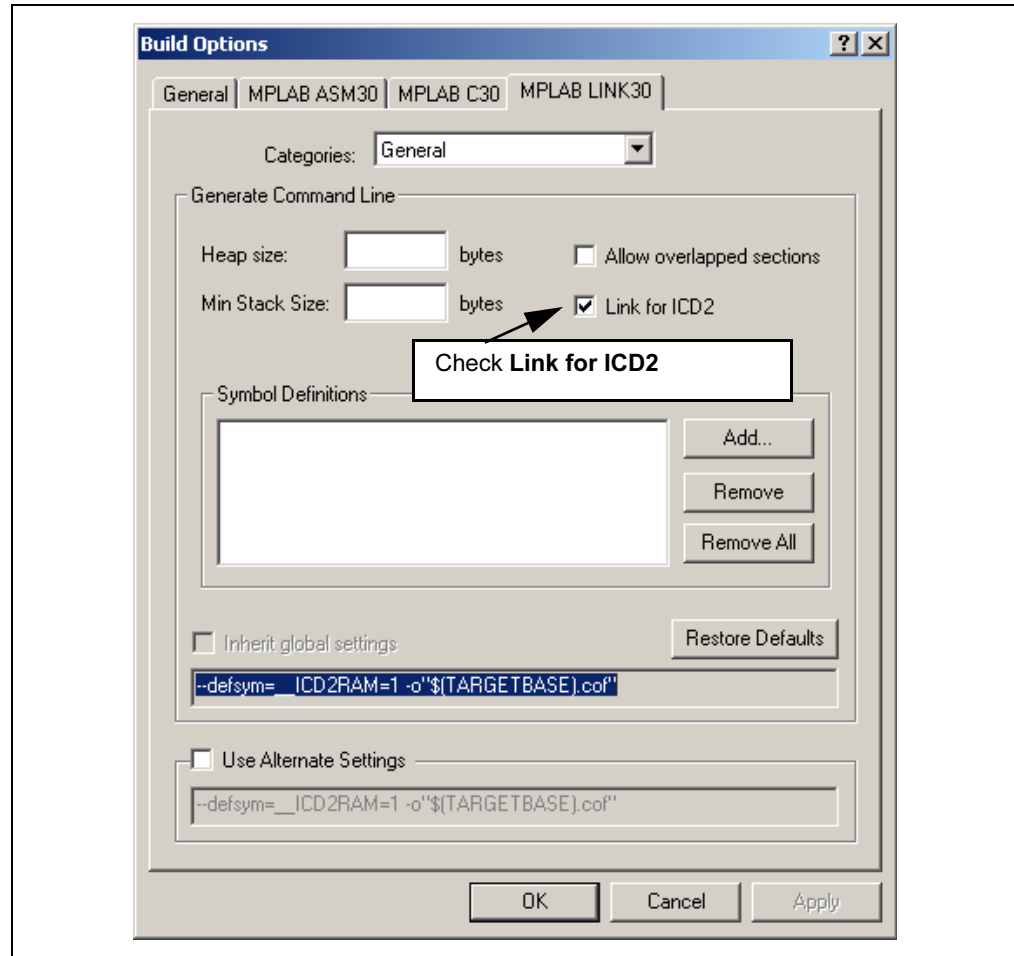 Build Options
General MPLAB ASM30 MPLAB C30 MPLAB LINK30
Categories: General
Generate Command Line
Heap size: bytes Allow overlapped sections
Min Stack Size: bytes Link for ICD2
Check Link for ICD2
Symbol Definitions
Add...
Remove
Remove All
Inherit global settings Restore Defaults
--defsym=__ICD2RAM=1 -o"$(TARGETBASE).cof"
Use Alternate Settings
--defsym=__ICD2RAM=1 -o"$(TARGETBASE).cof"
OK Cancel Apply